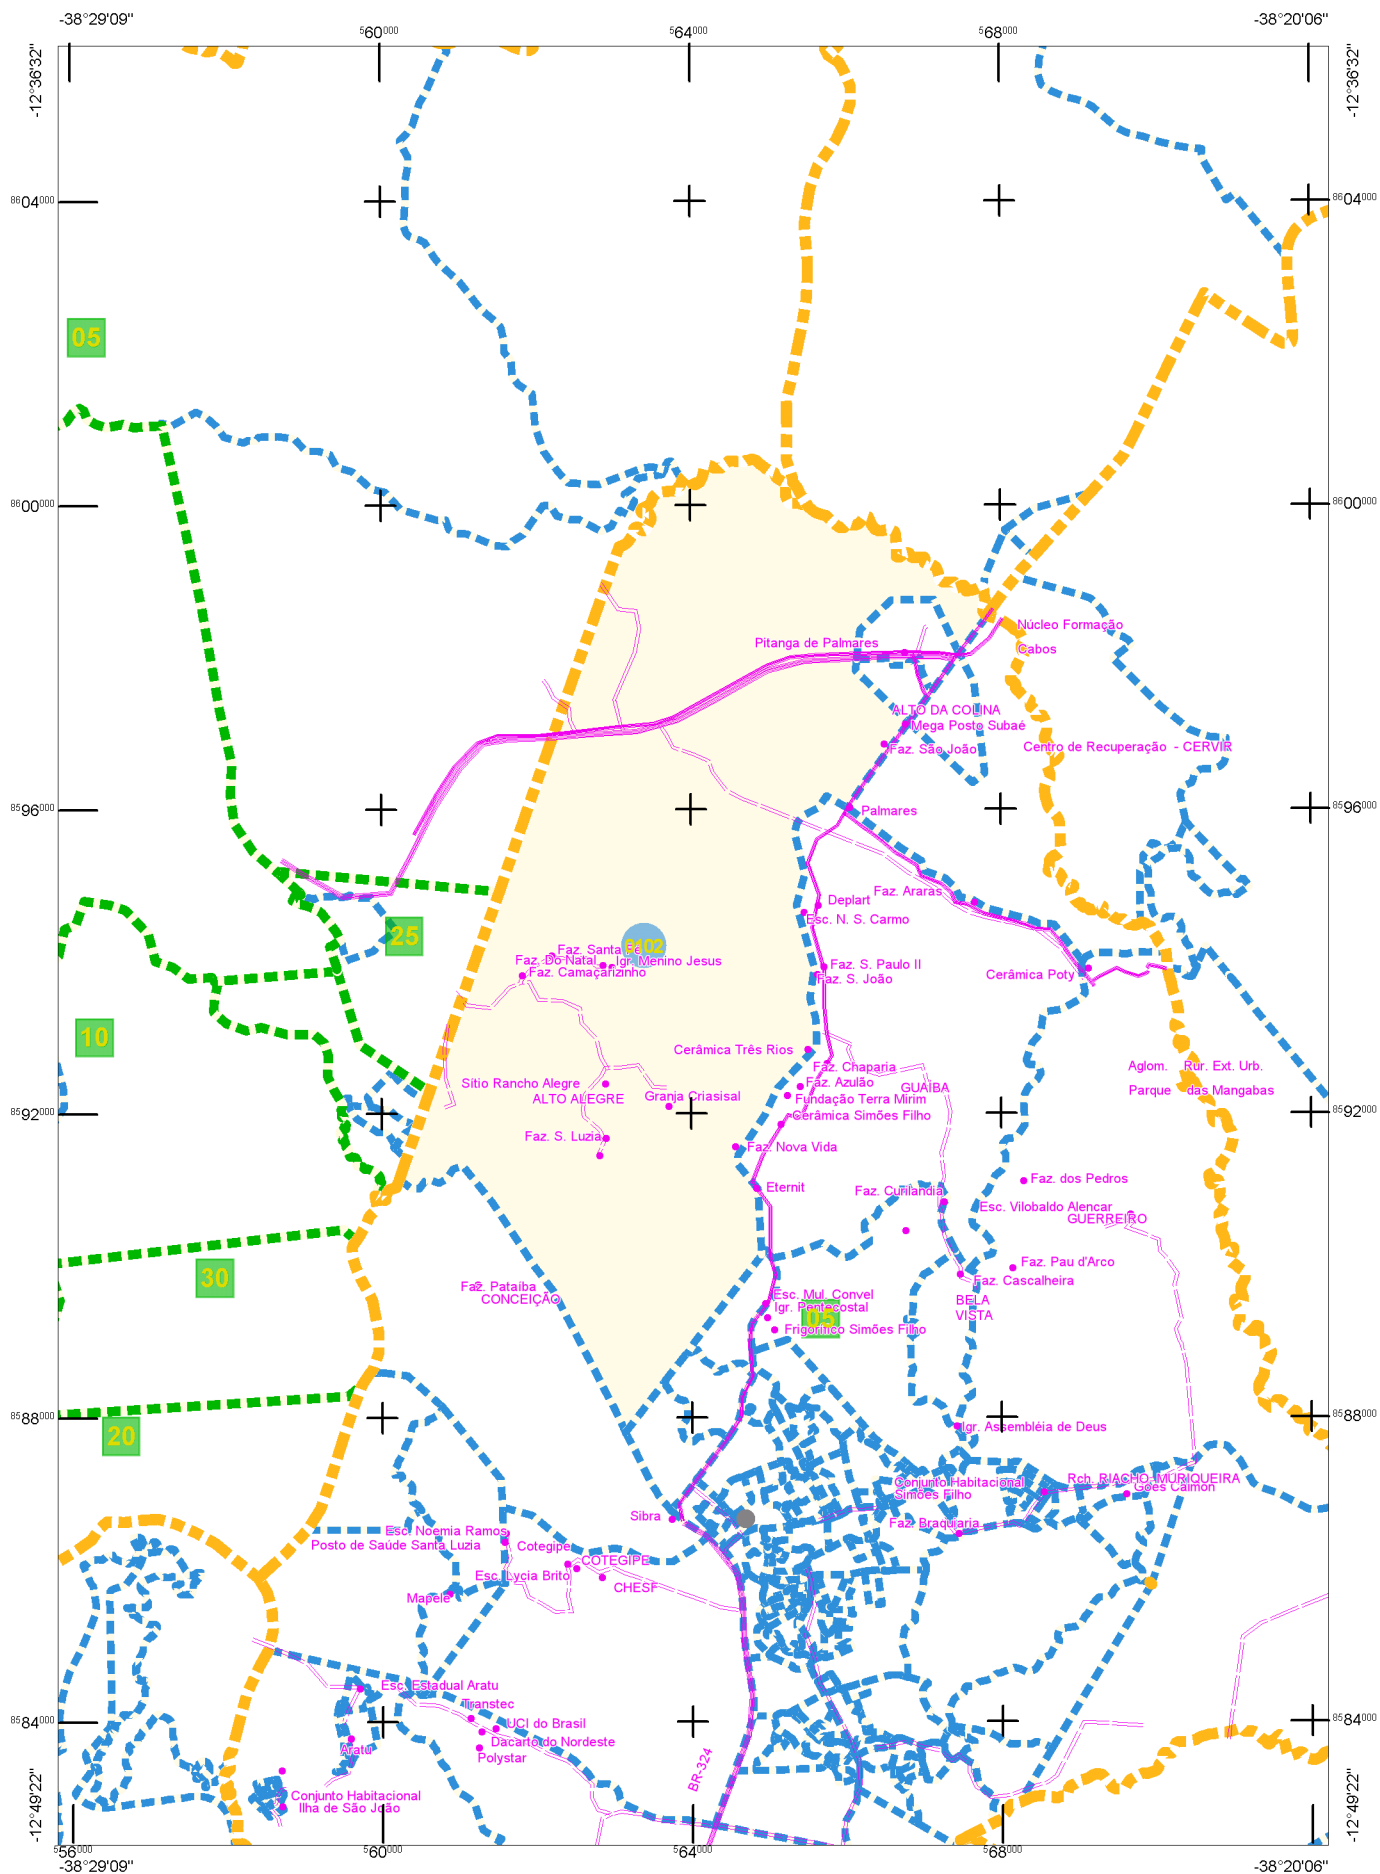 -38°29'09"
-38°20'06"
560000
564000
568000
-12°36'32"
-12°36'32"
8604000
8604000
05
8600000
8600000
Núcleo Formação
Pitanga de Palmares
Cabos
ALTO DA COLINA
Mega Posto Subaé
Faz. São João
Centro de Recuperação - CERVIR
8596000
8596000
Palmares
Faz. Araras
Deplart
Esc. N. S. Carmo
25
0102
Faz. Santa Fe
Faz. Do Natal
Igr. Menino Jesus
Faz. Camaçarizinho
Faz. S. Paulo II
Faz. S. João
Cerâmica Poty
10
Cerâmica Três Rios
Faz. Chaparia
Aglom. Rur. Ext. Urb.
Sítio Rancho Alegre
Faz. Azulão
GUAÍBA
Parque das Mangabas
ALTO ALEGRE
Granja Criasisal
Fundação Terra Mirim
8592000
8592000
Cerâmica Simões Filho
Faz. S. Luzia
Faz. Nova Vida
Faz. dos Pedros
Eternit
Faz. Curilandia
Esc. Vilobaldo Alencar
GUERREIRO
Faz. Pau d'Arco
30
Faz. Cascalheira
Faz. Pataíba
CONCEIÇÃO
Esc. Mul. Convel
BELA
VISTA
Igr. Pentecostal
05
Frigorífico Simões Filho
8588000
8588000
Igr. Assembléia de Deus
20
Conjunto Habitacional
Simões Filho
Rch. RIACHO MURIQUEIRA
Góes Calmon
Sibra
Faz. Braquiaria
Esc. Noemia Ramos
Posto de Saúde Santa Luzia
Cotegipe
COTEGIPE
Esc. Lycia Brito
CHESF
Mapele
Esc. Estadual Aratu
Transtec
UCI do Brasil
8584000
8584000
Dacarto do Nordeste
Aratu
Polystar
BR-324
Conjunto Habitacional
Ilha de São João
-12°49'22"
-12°49'22"
556000
560000
564000
568000
-38°29'09"
-38°20'06"